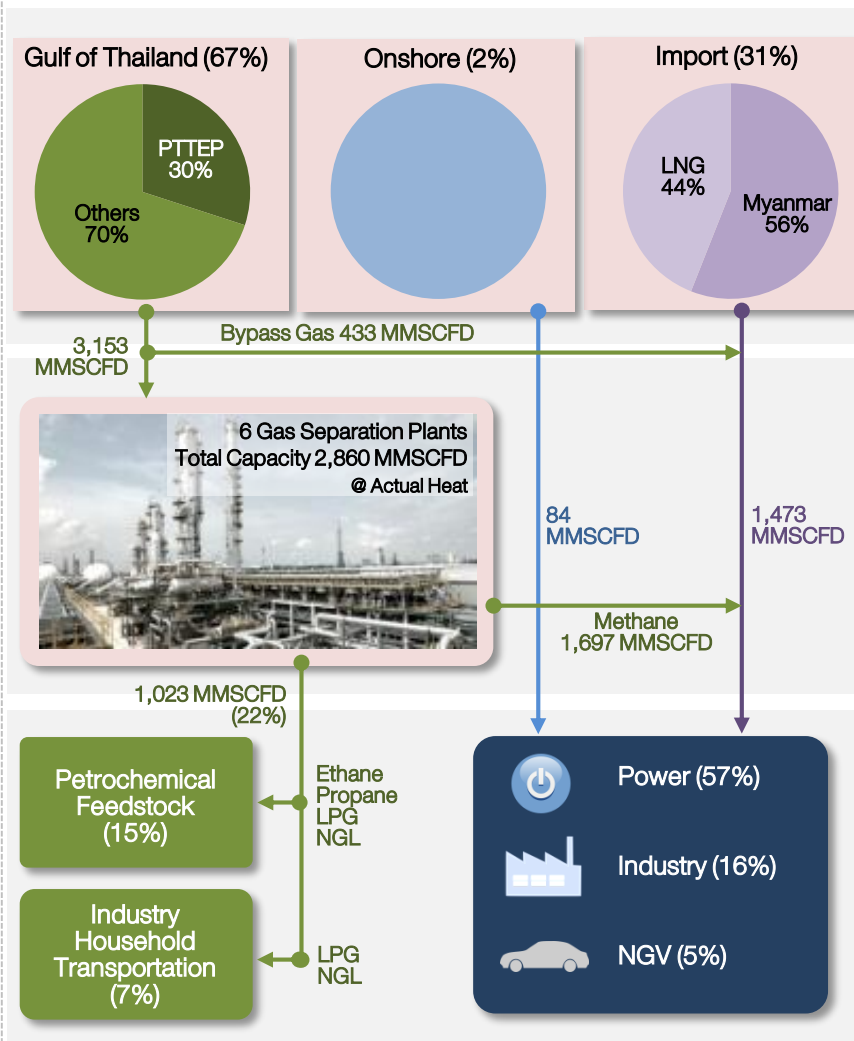 Gulf of Thailand (67%)
Onshore (2%)
Import (31%)
PTTEP
30%
Others
70%
LNG
44%
Myanmar
56%
3,153
MMSCFD
Bypass Gas 433 MMSCFD
6 Gas Separation Plants
Total Capacity 2,860 MMSCFD
@ Actual Heat
84
MMSCFD
1,473
MMSCFD
Methane
1,697 MMSCFD
1,023 MMSCFD
(22%)
Petrochemical
Feedstock
(15%)
Ethane
Propane
LPG
NGL
Industry
Household
Transportation
(7%)
LPG
NGL
Power (57%)
Industry (16%)
NGV (5%)